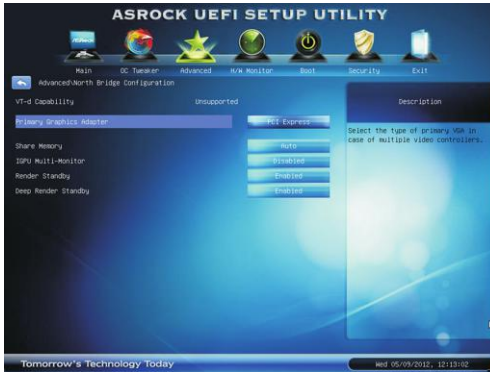 ASROCK UEFI SETUP UTILITY
Main OC Tweaker Advanced H/W Monitor Boot Security Exit
Advanced\North Bridge Configuration
Description
VT-d Capability Unsupported
Primary Graphics Adapter PCI Express
Select the type of primary VGA in
case of multiple video controllers.
Share Memory Auto
IGPU Multi-Monitor Disabled
Render Standby Enabled
Deep Render Standby Enabled
Tomorrow's Technology Today
Wed 05/09/2012, 12:13:02